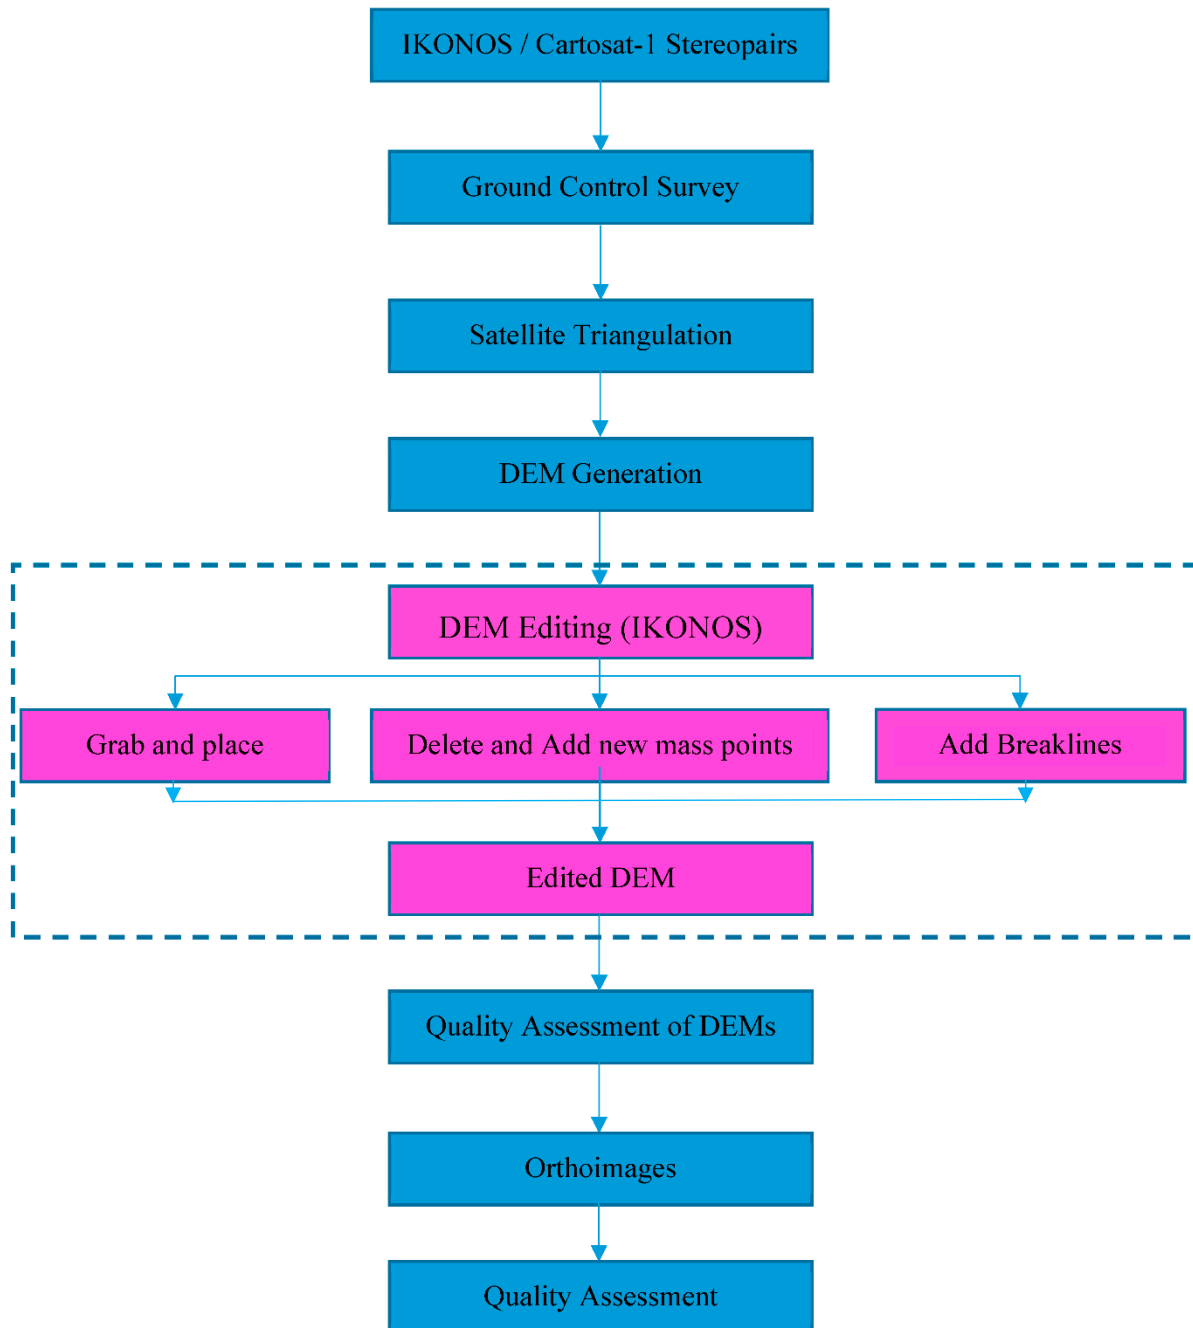 IKONOS / Cartosat-1 Stereopairs
Ground Control Survey
Satellite Triangulation
DEM Generation
DEM Editing (IKONOS)
Grab and place
Delete and Add new mass points
Add Breaklines
Edited DEM
Quality Assessment of DEMs
Orthoimages
Quality Assessment